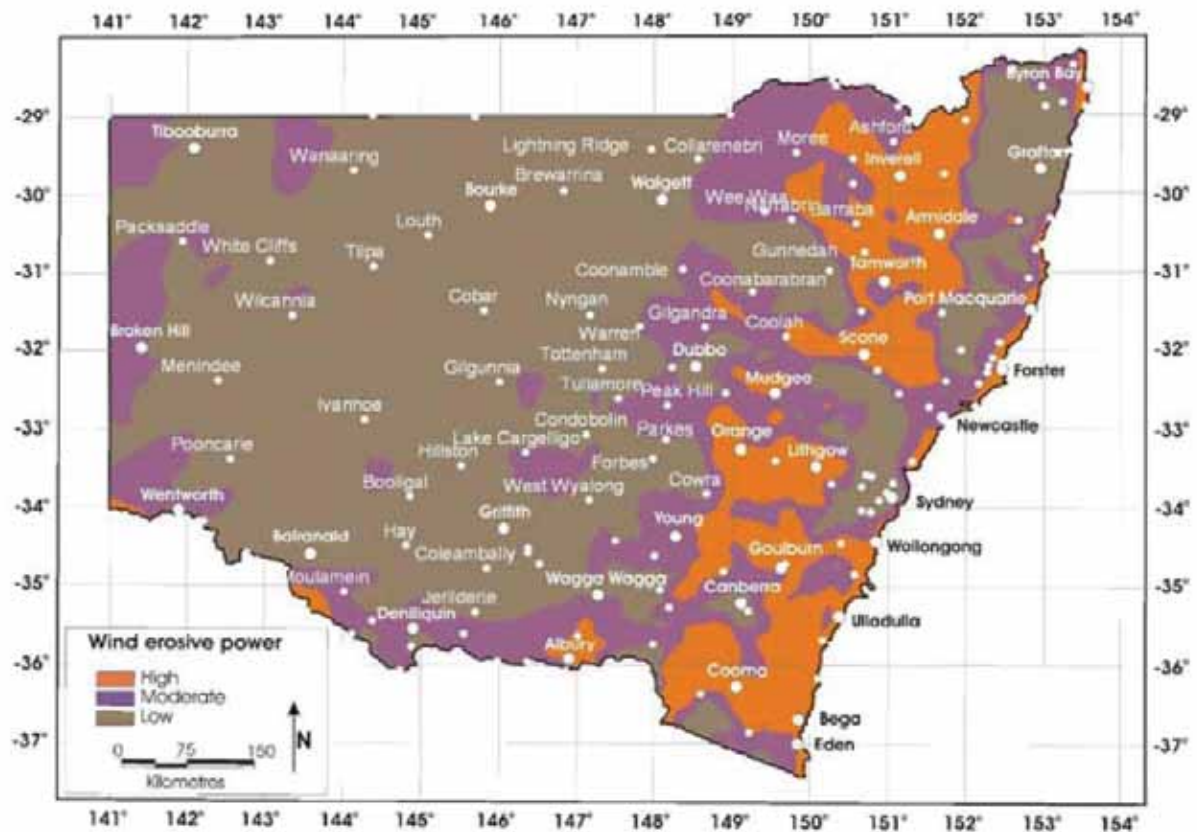 141° 142° 143° 144° 145° 146° 147° 148° 149° 150° 151° 152° 153° 154°
Byron Bay
-29° -29°
Tibooburra Wanaaring Lightning Ridge Collarenebri Moree Ashford
Inverell Grafton
Brewarrina
-30° Bourke Walgett Wee Waa -30°
Narrabri Barraba Armidale
Packsaddle White Cliffs Louth Tilpa
Gunnedah
-31° Coonamble Coonabarabran Tamworth -31°
Wilcannia Cobar Nyngan Port Macquarie
Broken Hill Warren Gilgandra Coolah Scone
-32° Tottenham Dubbo -32°
Menindee Gilgunnia Tullamore Peak Hill Mudgee Forster
Ivanhoe Condobolin
-33° Pooncarie Hillston Lake Cargelligo Parkes Orange Newcastle -33°
Forbes Lithgow
Booligal West Wyalong Cowra
-34° Wentworth Griffith Sydney -34°
Balranald Hay Young
Coleambally Goulburn Wollongong
-35° Moulamein Wagga Wagga Canberra -35°
Jerilderie
Deniliquin Ulladulla
Wind erosive power
Albury
-36° High Cooma -36°
Moderate
Low Bega
-37° 0 75 150 N Eden -37°
Kilometres
141° 142° 143° 144° 145° 146° 147° 148° 149° 150° 151° 152° 153° 154°